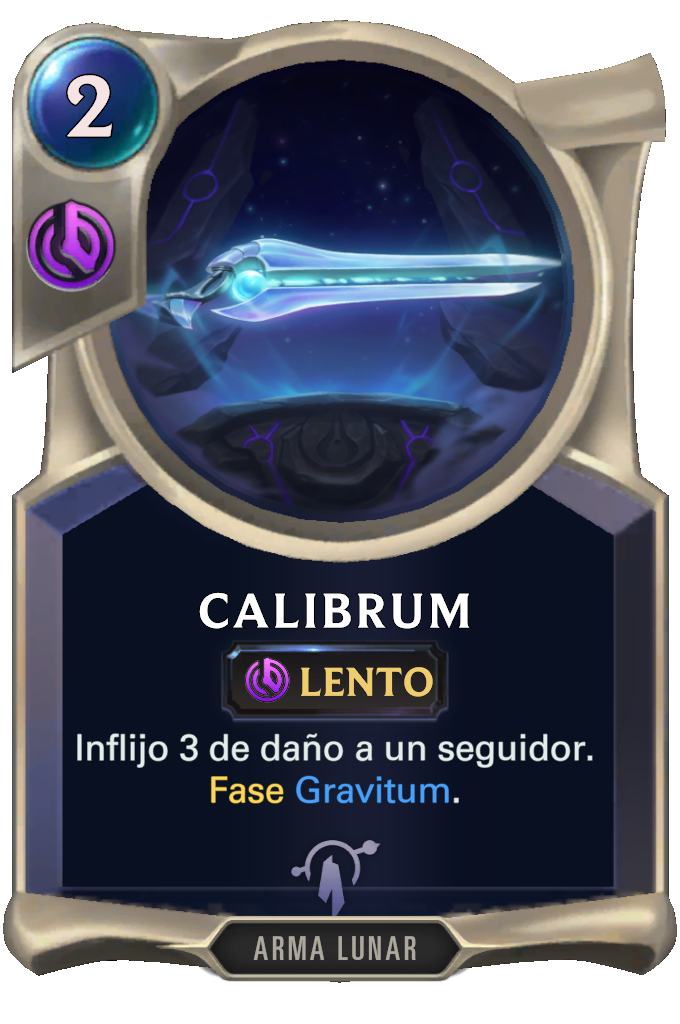 2
CALIBRUM
LENTO
Inflijo 3 de daño a un seguidor.
Fase Gravitum.
ARMA LUNAR